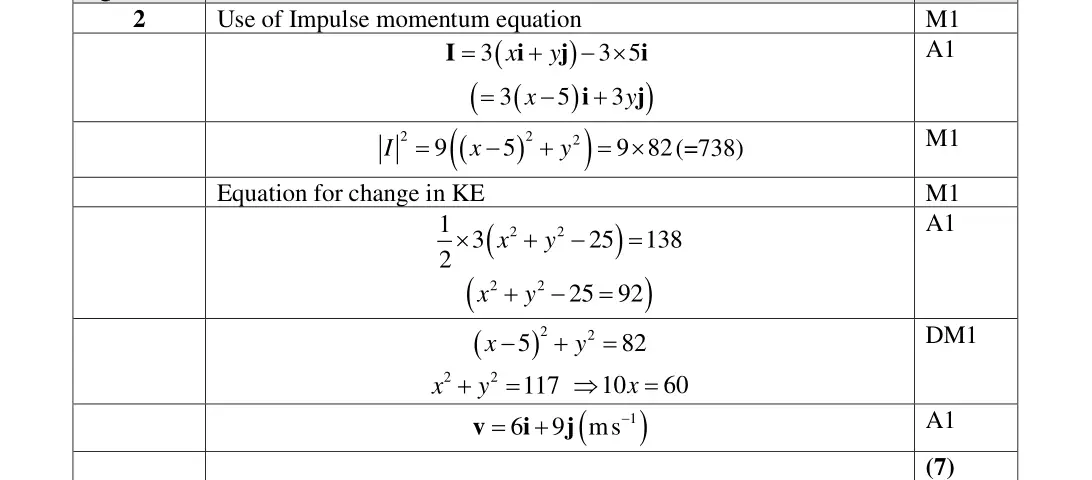 2 Use of Impulse momentum equation M1
I = 3(xi + yj) − 3×5i A1
(= 3(x − 5)i + 3yj)
|I|² = 9((x − 5)² + y²) = 9×82(=738) M1
Equation for change in KE M1
1/2 × 3(x² + y² − 25) = 138 A1
(x² + y² − 25 = 92)
(x − 5)² + y² = 82 DM1
x² + y² = 117 ⇒ 10x = 60
v = 6i + 9j (m s⁻¹) A1
(7)